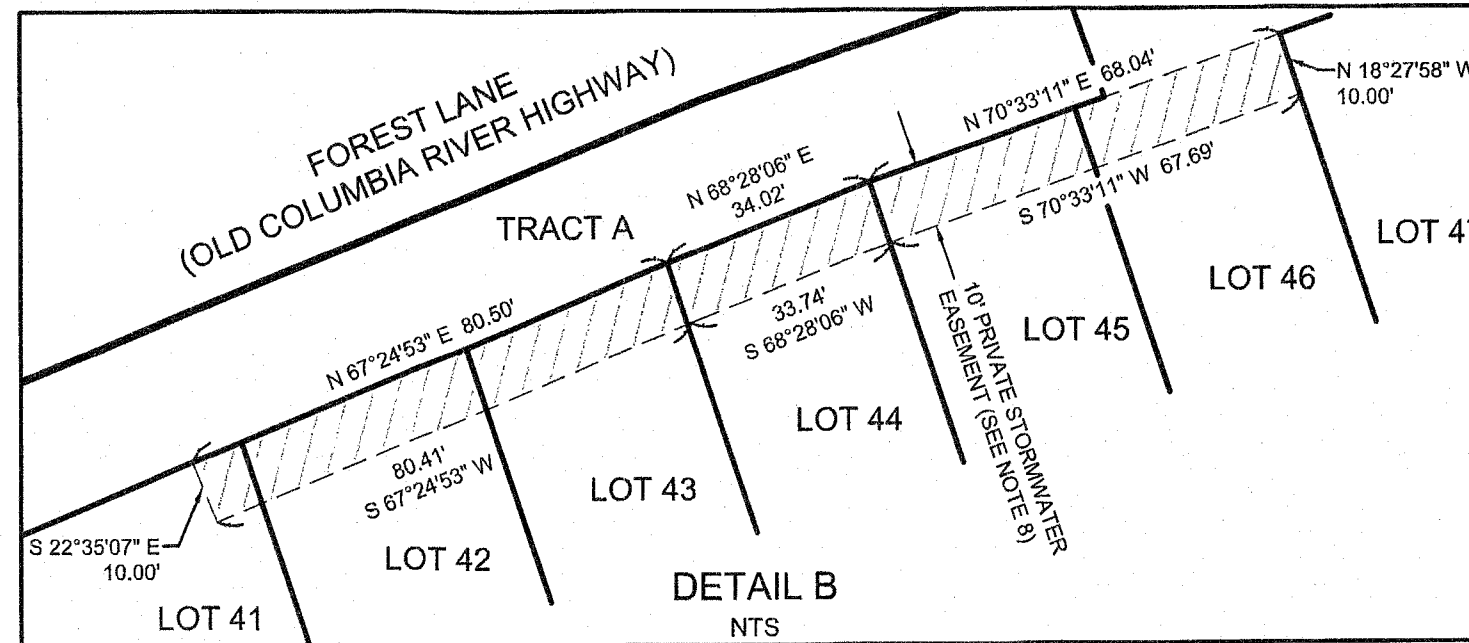 FOREST LANE
(OLD COLUMBIA RIVER HIGHWAY)
TRACT A
N 70°33'11" E 68.04'
N 18°27'58" W
10.00'
N 68°28'06" E
34.02'
S 70°33'11" W 67.69'
LOT 47
LOT 46
N 67°24'53" E 80.50'
33.74'
S 68°28'06" W
10' PRIVATE STORMWATER
EASEMENT (SEE NOTE 8)
LOT 45
LOT 44
80.41'
S 67°24'53" W
LOT 43
S 22°35'07" E
10.00'
LOT 42
LOT 41
DETAIL B
NTS